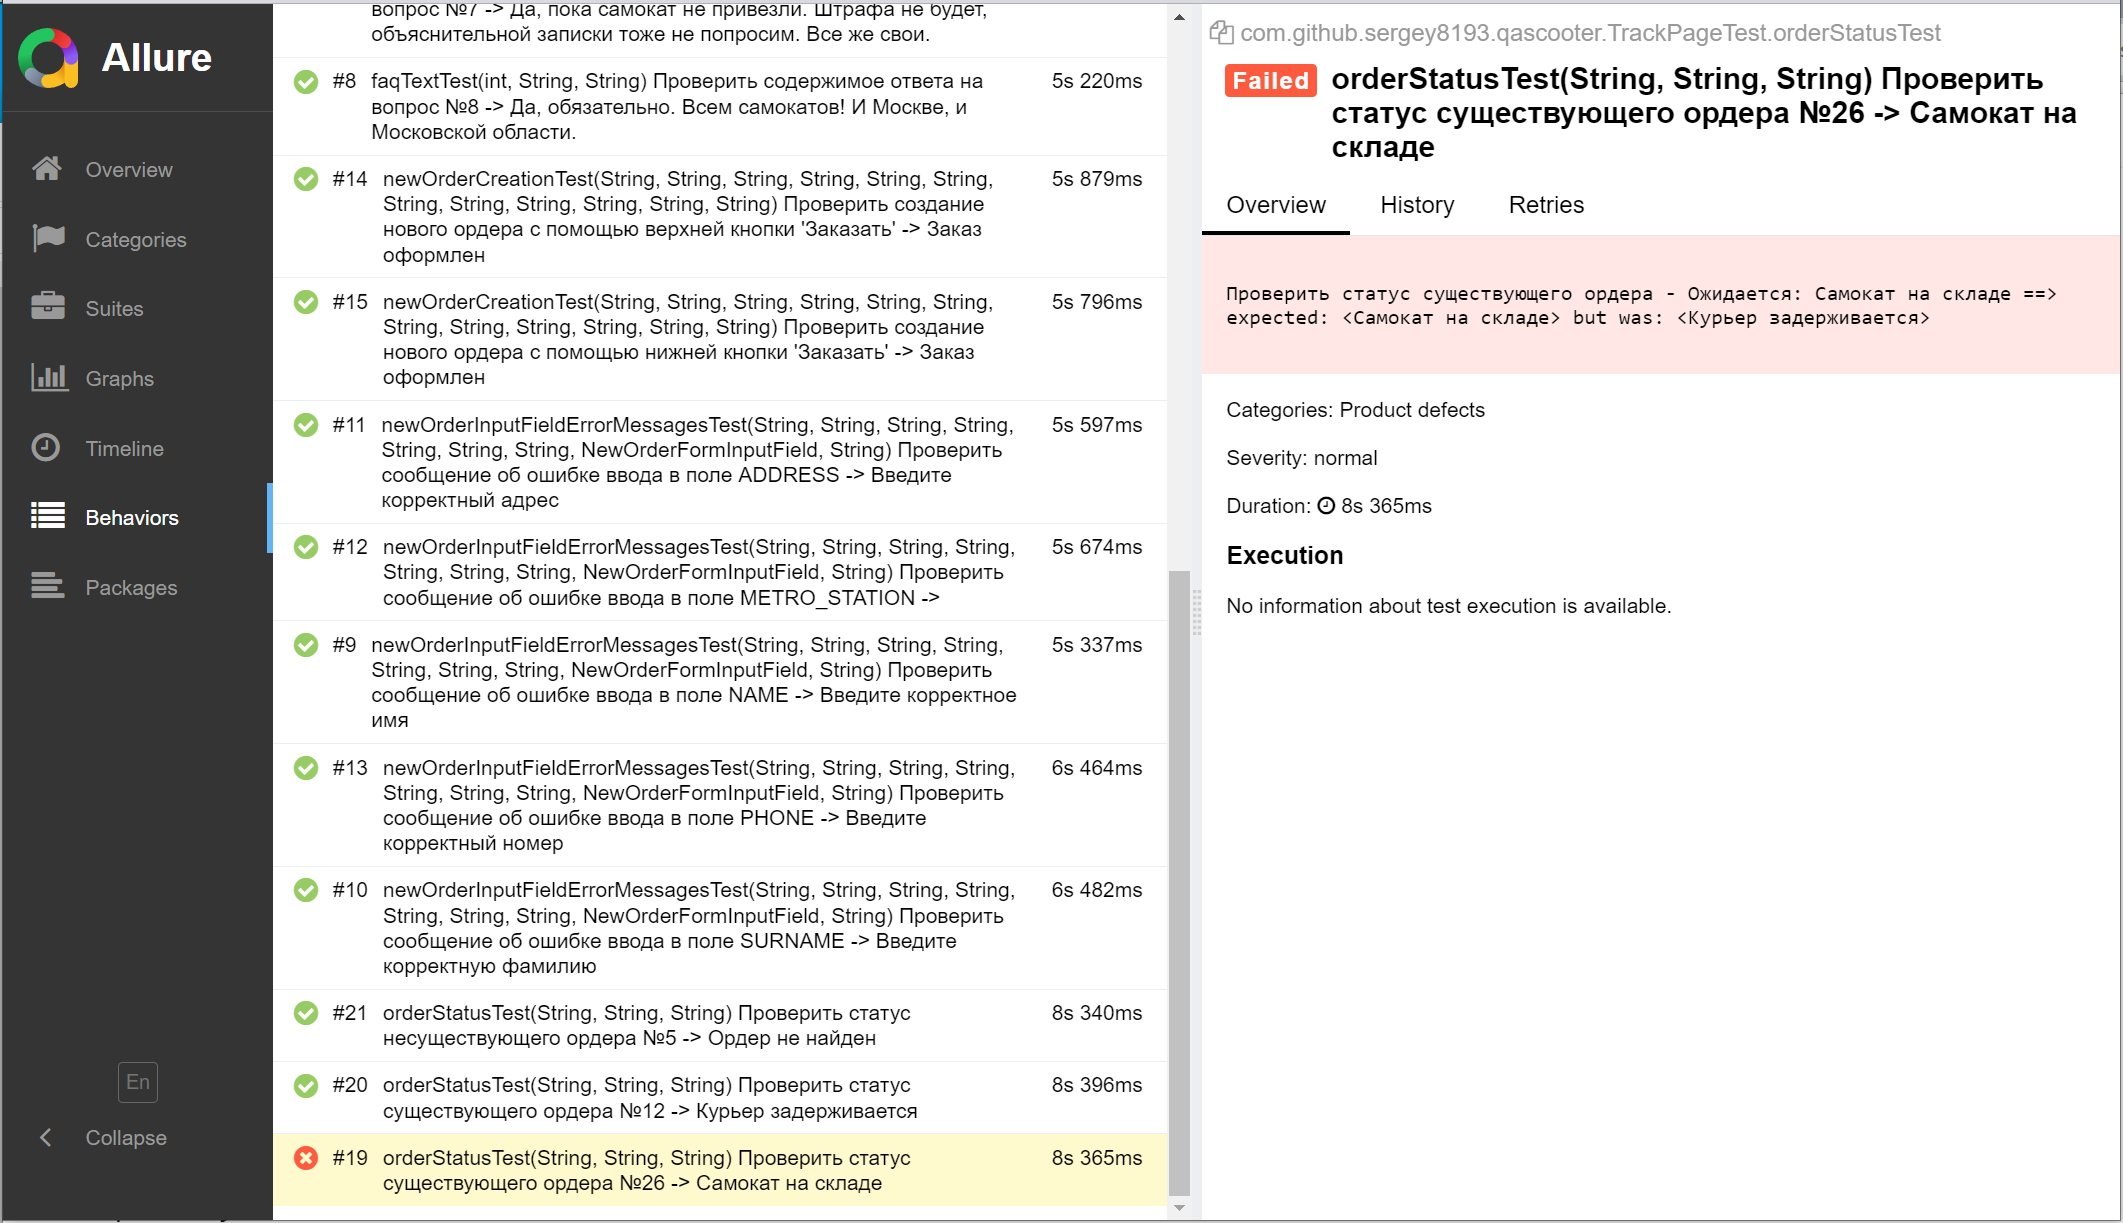 Allure
Overview
Categories
Suites
Graphs
Timeline
Behaviors
Packages
En
Collapse
вопрос №7 -> Да, пока самокат не привезли. Штрафа не будет,
объяснительной записки тоже не попросим. Все же свои.
#8 faqTextTest(int, String, String) Проверить содержимое ответа на 5s 220ms
вопрос №8 -> Да, обязательно. Всем самокатов! И Москве, и
Московской области.
#14 newOrderCreationTest(String, String, String, String, String, String, 5s 879ms
String, String, String, String, String, String) Проверить создание
нового ордера с помощью верхней кнопки 'Заказать' -> Заказ
оформлен
#15 newOrderCreationTest(String, String, String, String, String, String, 5s 796ms
String, String, String, String, String, String) Проверить создание
нового ордера с помощью нижней кнопки 'Заказать' -> Заказ
оформлен
#11 newOrderInputFieldErrorMessagesTest(String, String, String, String, 5s 597ms
String, String, String, NewOrderFormInputField, String) Проверить
сообщение об ошибке ввода в поле ADDRESS -> Введите
корректный адрес
#12 newOrderInputFieldErrorMessagesTest(String, String, String, String, 5s 674ms
String, String, String, NewOrderFormInputField, String) Проверить
сообщение об ошибке ввода в поле METRO_STATION ->
#9 newOrderInputFieldErrorMessagesTest(String, String, String, String, 5s 337ms
String, String, String, NewOrderFormInputField, String) Проверить
сообщение об ошибке ввода в поле NAME -> Введите корректное
имя
#13 newOrderInputFieldErrorMessagesTest(String, String, String, String, 6s 464ms
String, String, String, NewOrderFormInputField, String) Проверить
сообщение об ошибке ввода в поле PHONE -> Введите
корректный номер
#10 newOrderInputFieldErrorMessagesTest(String, String, String, String, 6s 482ms
String, String, String, NewOrderFormInputField, String) Проверить
сообщение об ошибке ввода в поле SURNAME -> Введите
корректную фамилию
#21 orderStatusTest(String, String, String) Проверить статус 8s 340ms
несуществующего ордера №5 -> Ордер не найден
#20 orderStatusTest(String, String, String) Проверить статус 8s 396ms
существующего ордера №12 -> Курьер задерживается
#19 orderStatusTest(String, String, String) Проверить статус 8s 365ms
существующего ордера №26 -> Самокат на складе
com.github.sergey8193.qascooter.TrackPageTest.orderStatusTest
Failed orderStatusTest(String, String, String) Проверить
статус существующего ордера №26 -> Самокат на
складе
Overview History Retries
Проверить статус существующего ордера - Ожидается: Самокат на складе ==>
expected: <Самокат на складе> but was: <Курьер задерживается>
Categories: Product defects
Severity: normal
Duration: 8s 365ms
Execution
No information about test execution is available.